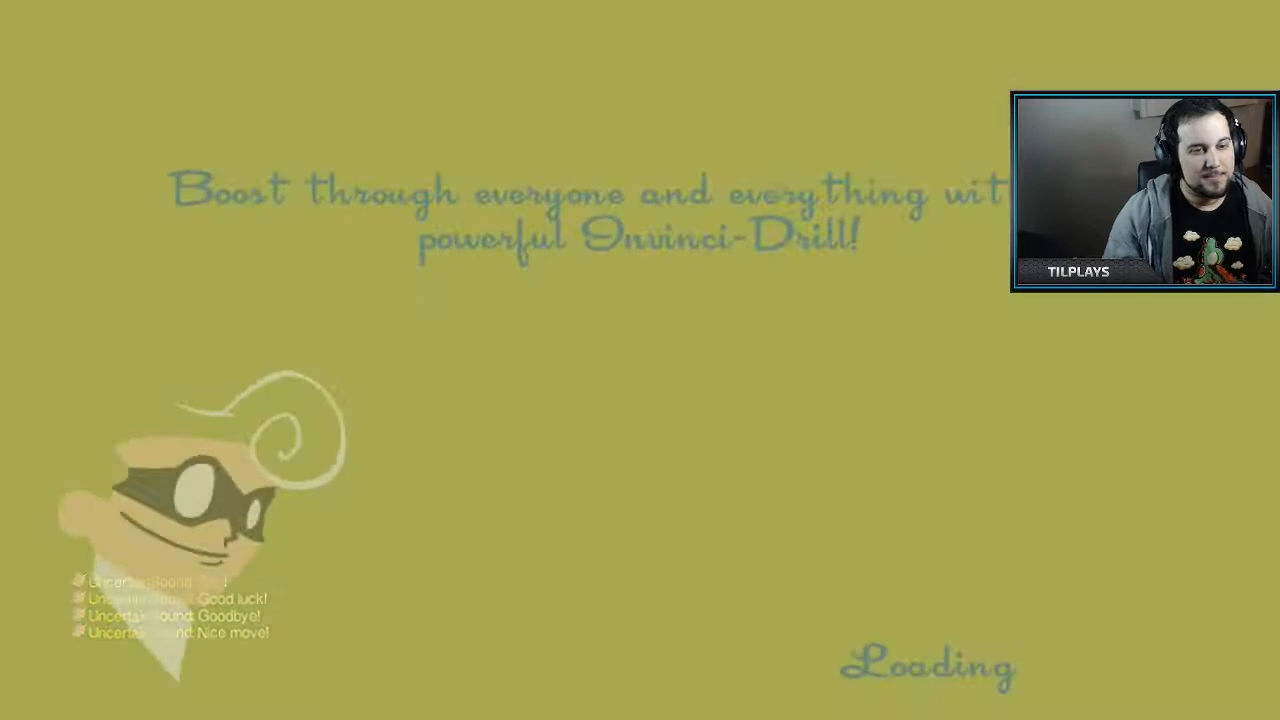 Boost through everyone and everything wit
powerful Invinci-Drill!
TILPLAYS
Good luck!
Goodbye!
Nice move!
Loading